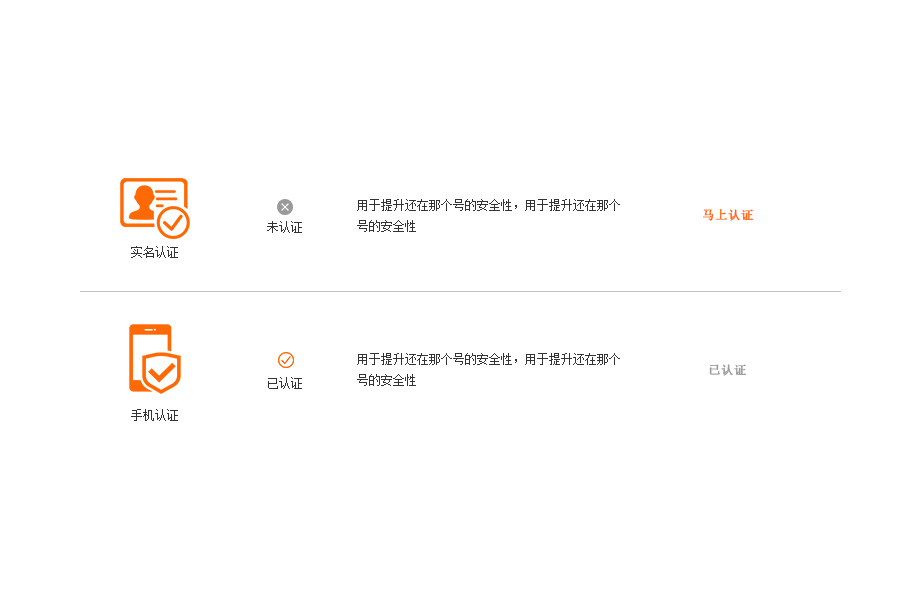 用于提升还在那个号的安全性，用于提升还在那个
号的安全性
未认证
马上认证
实名认证
用于提升还在那个号的安全性，用于提升还在那个
号的安全性
已认证
已认证
手机认证